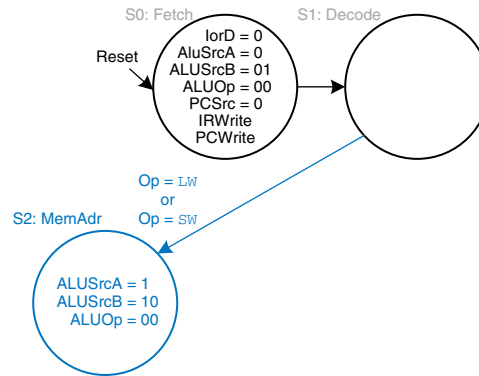 S0: Fetch
S1: Decode
Reset
IorD = 0
AluSrcA = 0
ALUSrcB = 01
ALUOp = 00
PCSrc = 0
IRWrite
PCWrite
Op = LW
or
Op = SW
S2: MemAdr
ALUSrcA = 1
ALUSrcB = 10
ALUOp = 00